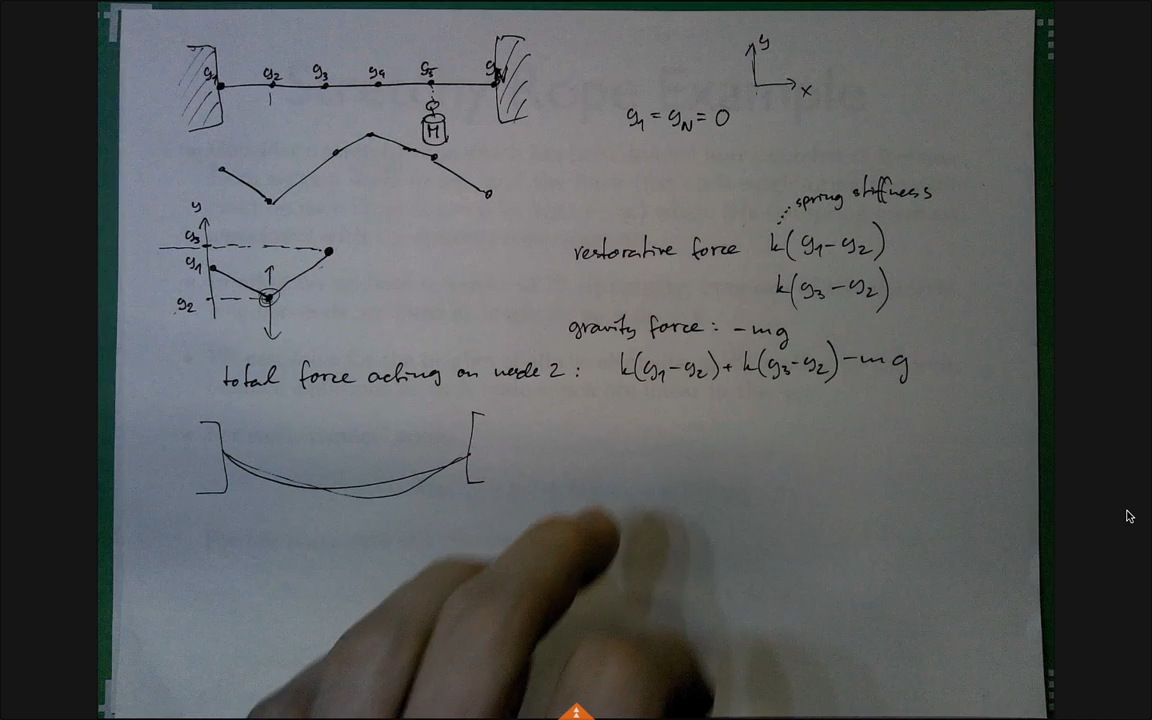 y1 y2 y3 y4 y5 yN
M
y
x
y1 = yN = 0
y
y3
y1
y2
spring stiffness
restorative force k(y1 - y2)
k(y3 - y2)
gravity force: -mg
total force acting on node 2: k(y1 - y2) + k(y3 - y2) - mg